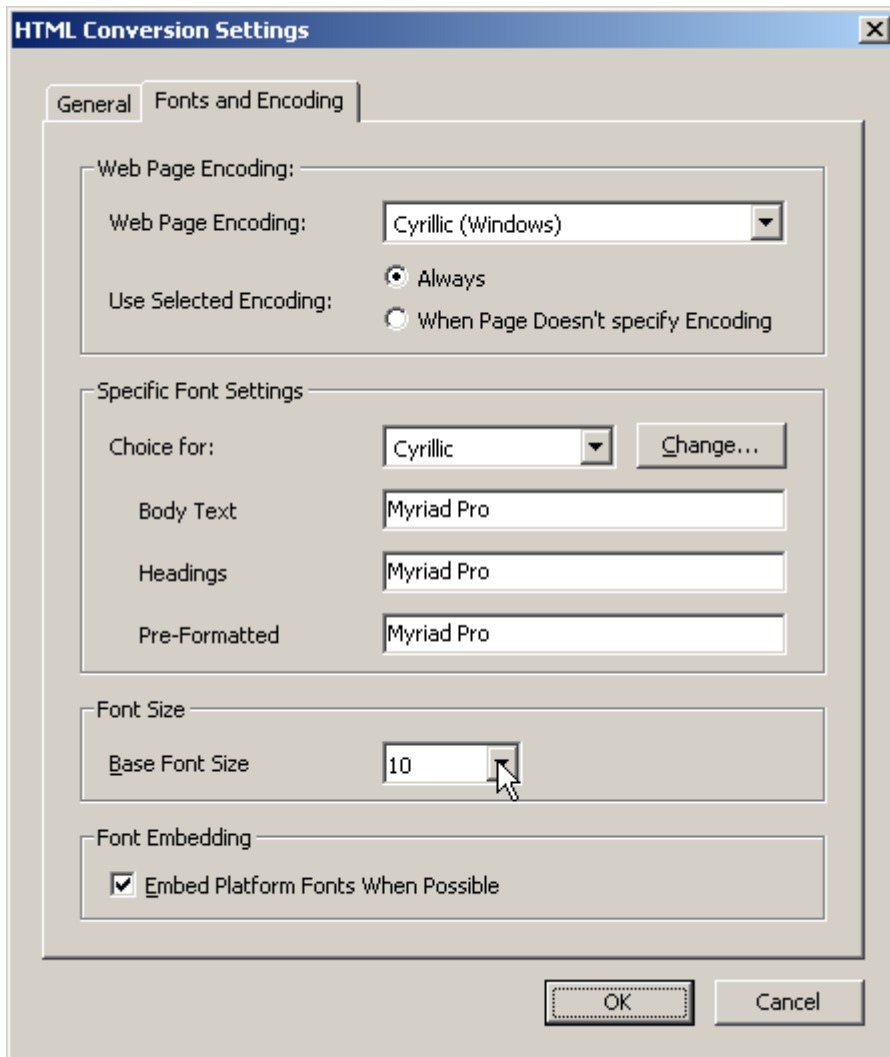 HTML Conversion Settings
General Fonts and Encoding
Web Page Encoding:
Web Page Encoding: Cyrillic (Windows)
Use Selected Encoding:
Always
When Page Doesn't specify Encoding
Specific Font Settings
Choice for: Cyrillic Change...
Body Text Myriad Pro
Headings Myriad Pro
Pre-Formatted Myriad Pro
Font Size
Base Font Size 10
Font Embedding
Embed Platform Fonts When Possible
OK Cancel